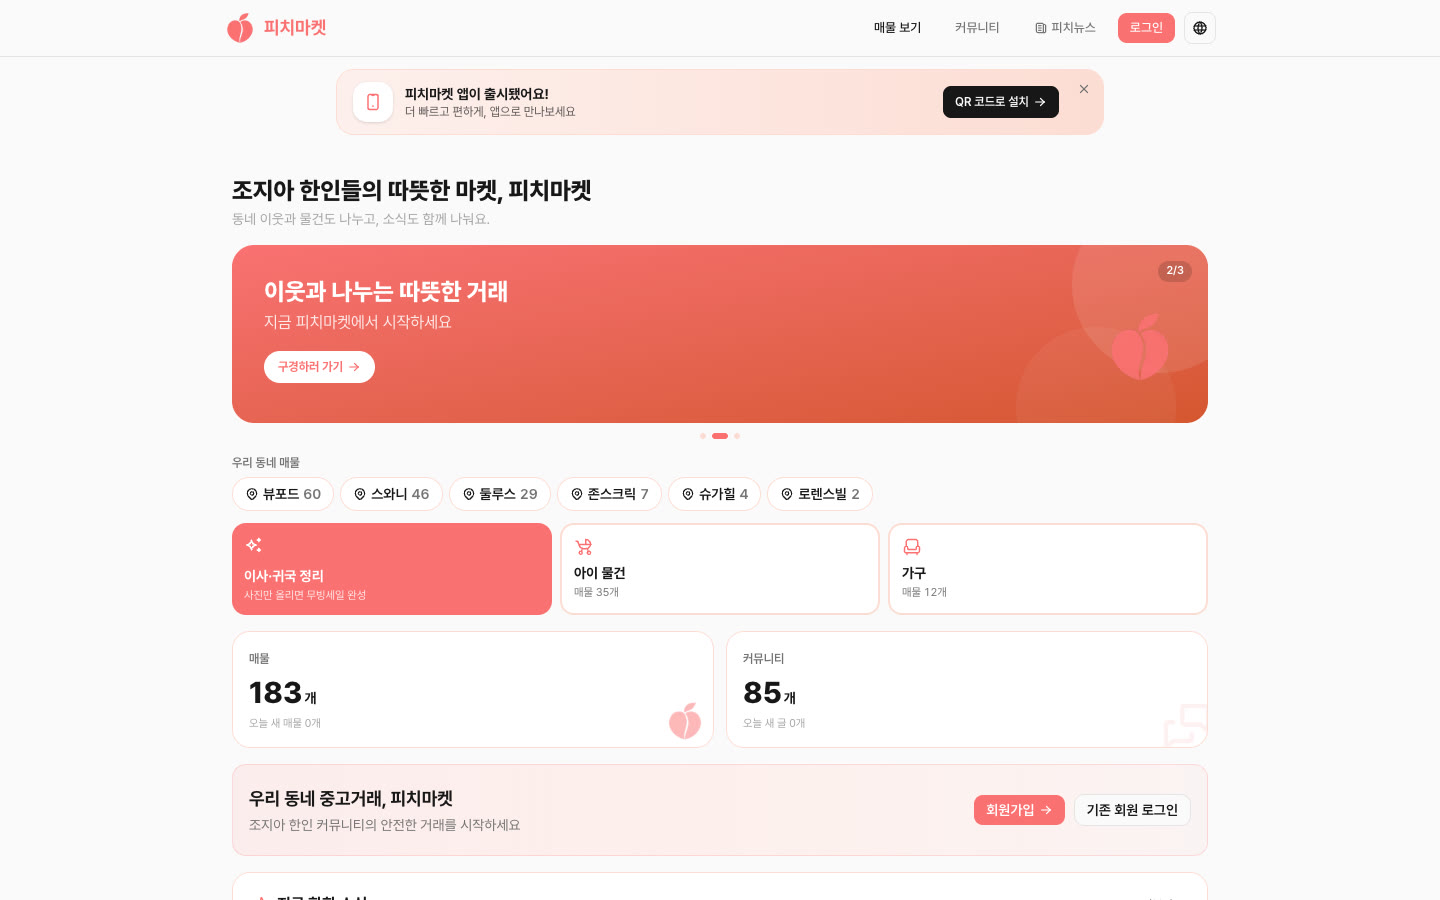 피치마켓
매물 보기
커뮤니티
피치뉴스
로그인
피치마켓 앱이 출시됐어요!
더 빠르고 편하게, 앱으로 만나보세요
QR 코드로 설치 →
조지아 한인들의 따뜻한 마켓, 피치마켓
동네 이웃과 물건도 나누고, 소식도 함께 나눠요.
2/3
이웃과 나누는 따뜻한 거래
지금 피치마켓에서 시작하세요
구경하러 가기 →
우리 동네 매물
뷰포드 60
스와니 46
둘루스 29
존스크릭 7
슈가힐 4
로렌스빌 2
이사·귀국 정리
사진만 올리면 무빙세일 완성
아이 물건
매물 35개
가구
매물 12개
매물
183개
오늘 새 매물 0개
커뮤니티
85개
오늘 새 글 0개
우리 동네 중고거래, 피치마켓
조지아 한인 커뮤니티의 안전한 거래를 시작하세요
회원가입 →
기존 회원 로그인